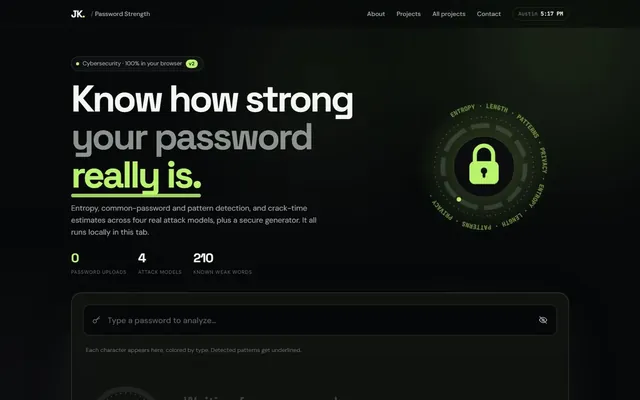 JK. / Password Strength
About Projects All projects Contact Austin 5:17 PM
Cybersecurity · 100% in your browser v2
Know how strong
your password
really is.
Entropy, common-password and pattern detection, and crack-time
estimates across four real attack models, plus a secure generator. It all
runs locally in this tab.
0 4 210
PASSWORD UPLOADS ATTACK MODELS KNOWN WEAK WORDS
ENTROPY · LENGTH · PATTERNS · PRIVACY · ENTROPY · LENGTH · PATTERNS · PRIVACY ·
Type a password to analyze...
Each character appears here, colored by type. Detected patterns get underlined.